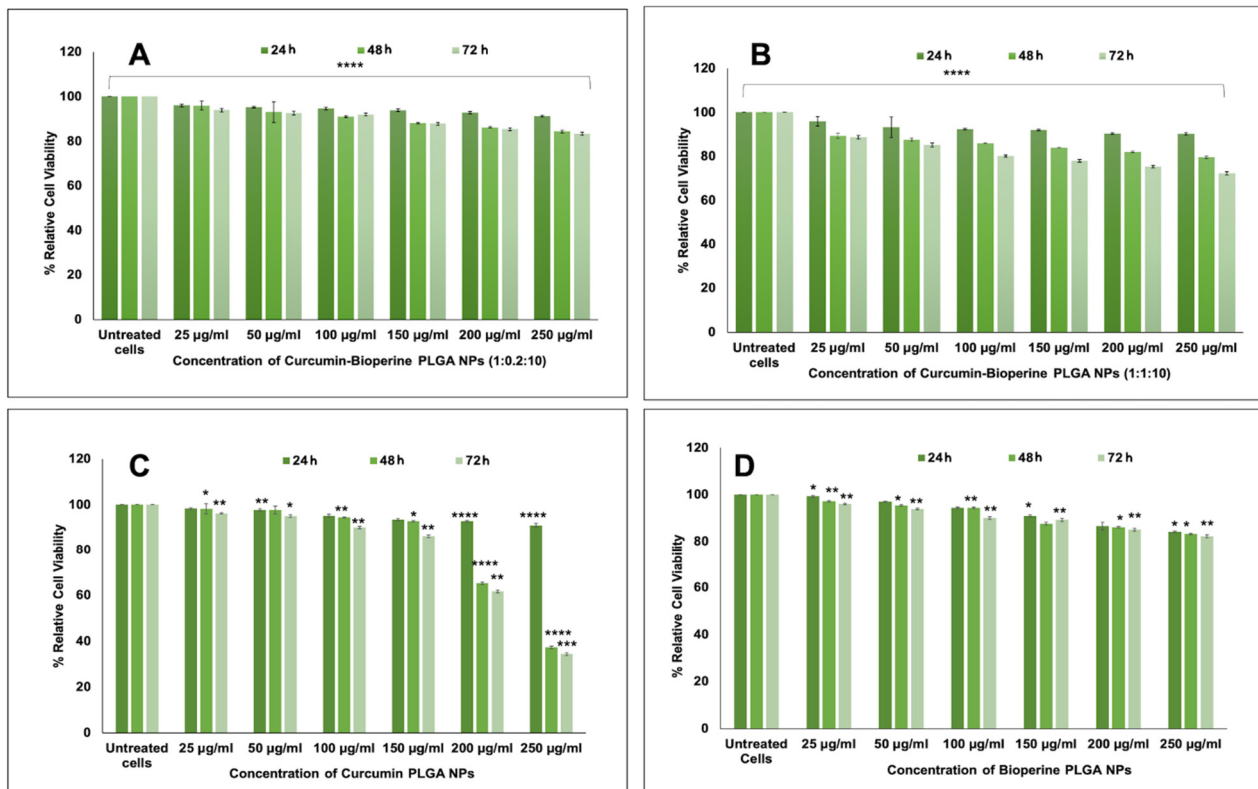 A
24 h 48 h 72 h
****
120
100
80
60
40
20
0
% Relative Cell Viability
Untreated cells 25 µg/ml 50 µg/ml 100 µg/ml 150 µg/ml 200 µg/ml 250 µg/ml
Concentration of Curcumin-Bioperine PLGA NPs (1:0.2:10)
B
24 h 48 h 72 h
****
120
100
80
60
40
20
0
% Relative Cell Viability
Untreated cells 25 µg/ml 50 µg/ml 100 µg/ml 150 µg/ml 200 µg/ml 250 µg/ml
Concentration of Curcumin-Bioperine PLGA NPs (1:1:10)
C
24 h 48 h 72 h
120
100
80
60
40
20
0
% Relative Cell Viability
* ** ** * ** ** * ** **** **** ** **** **** ***
Untreated cells 25 µg/ml 50 µg/ml 100 µg/ml 150 µg/ml 200 µg/ml 250 µg/ml
Concentration of Curcumin PLGA NPs
D
24 h 48 h 72 h
120
100
80
60
40
20
0
% Relative Cell Viability
* ** ** * ** ** ** * ** * ** * * **
Untreated Cells 25 µg/ml 50 µg/ml 100 µg/ml 150 µg/ml 200 µg/ml 250 µg/ml
Concentration of Bioperine PLGA NPs